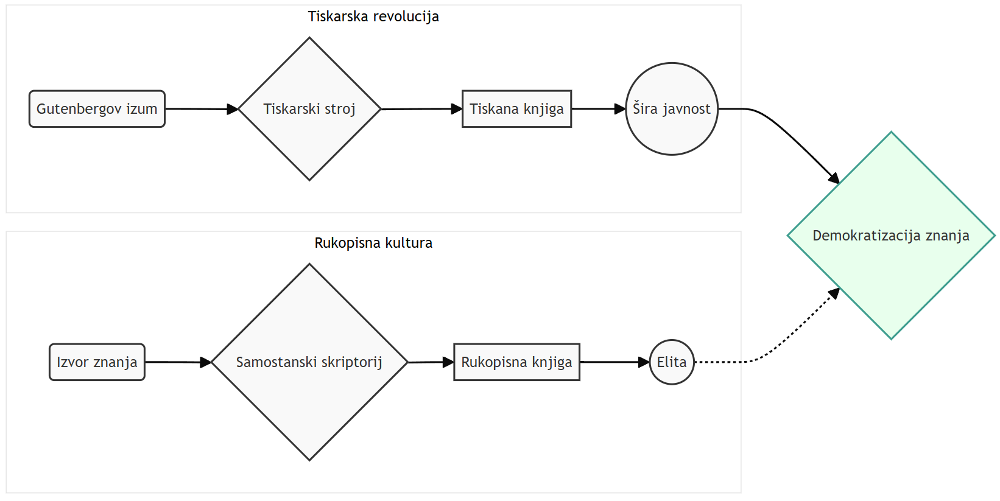 Tiskarska revolucija
Gutenbergov izum
Tiskarski stroj
Tiskana knjiga
Šira javnost
Demokratizacija znanja
Rukopisna kultura
Izvor znanja
Samostanski skriptorij
Rukopisna knjiga
Elita